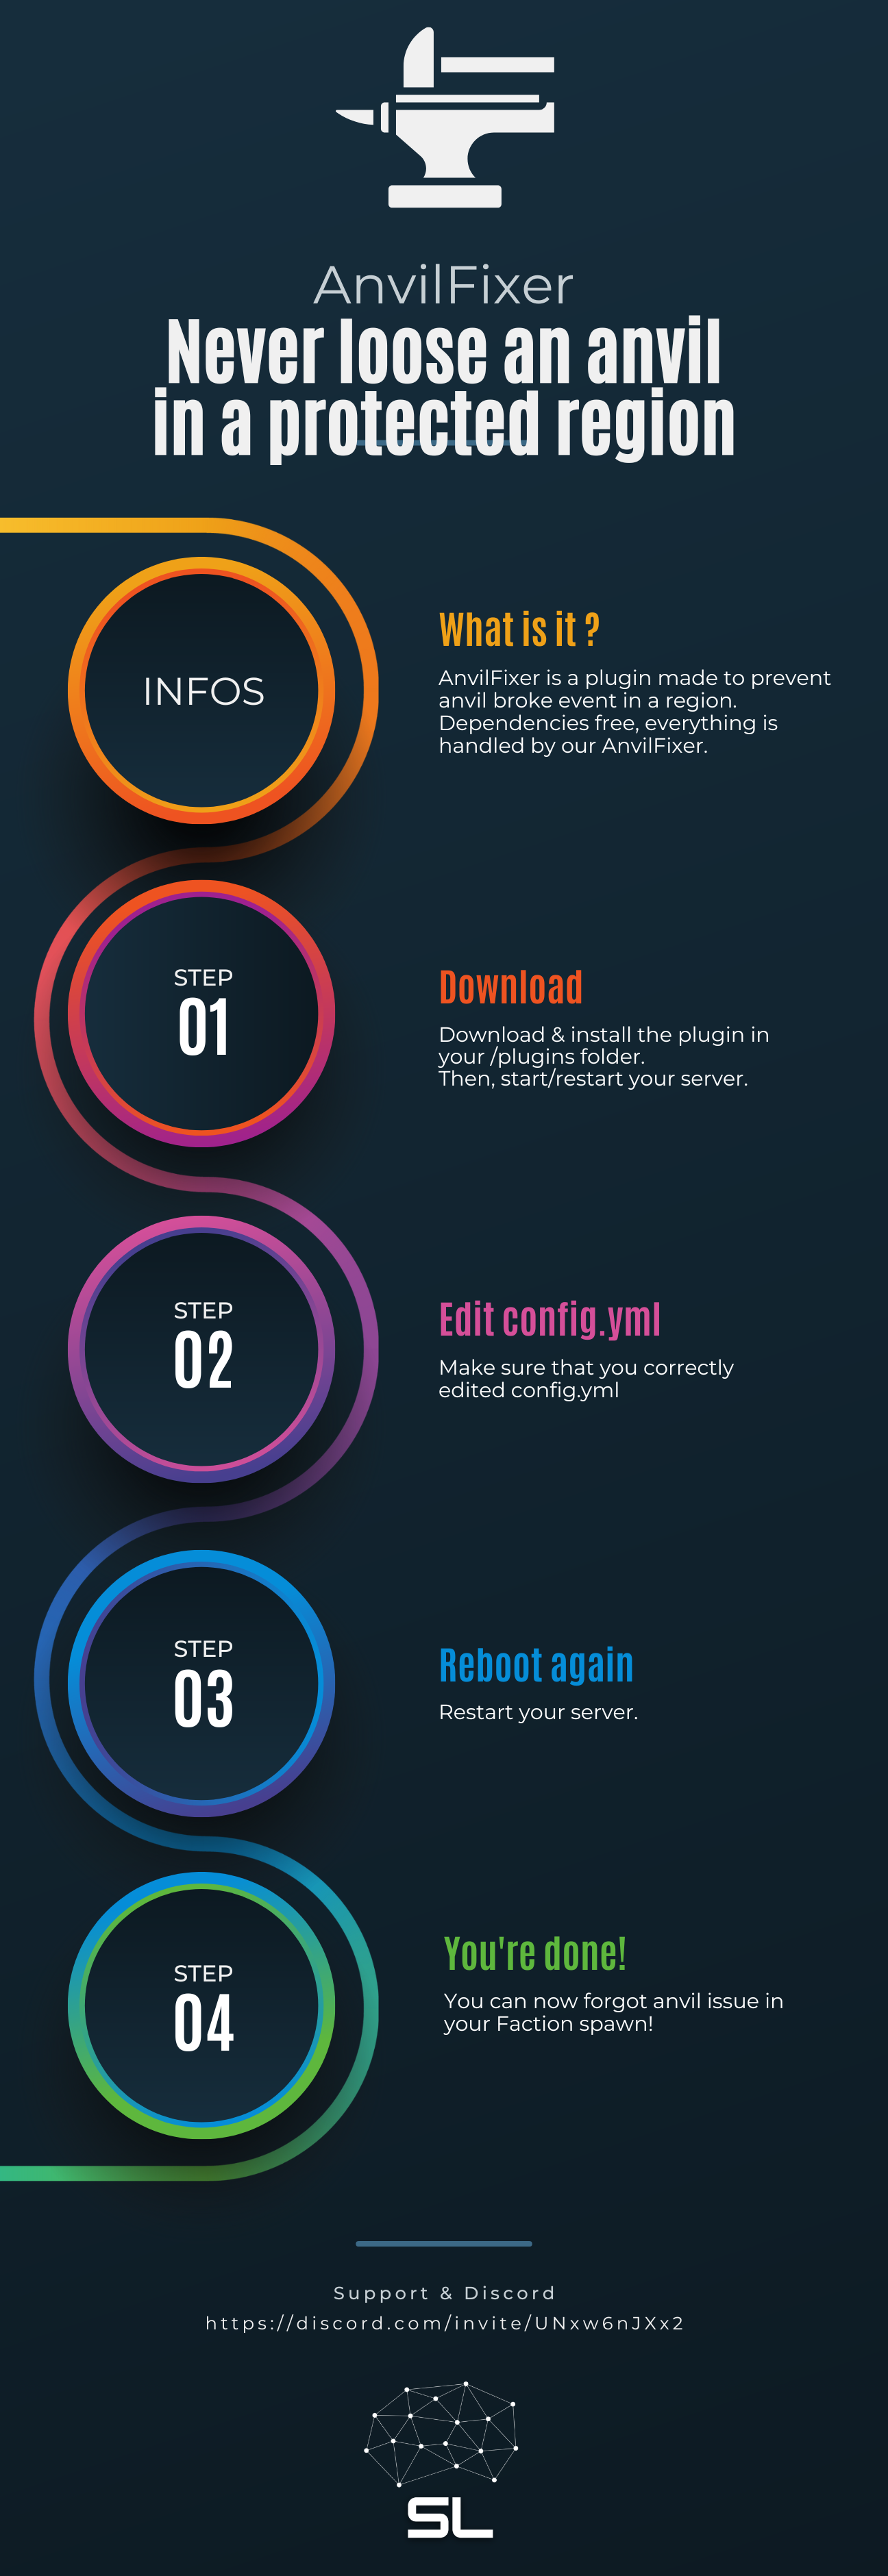 AnvilFixer
Never loose an anvil
in a protected region
INFOS
What is it ?
AnvilFixer is a plugin made to prevent
anvil broke event in a region.
Dependencies free, everything is
handled by our AnvilFixer.
STEP
01
Download
Download & install the plugin in
your /plugins folder.
Then, start/restart your server.
STEP
02
Edit config.yml
Make sure that you correctly
edited config.yml
STEP
03
Reboot again
Restart your server.
STEP
04
You're done!
You can now forgot anvil issue in
your Faction spawn!
Support & Discord
https://discord.com/invite/UNxw6nJXx2
SL